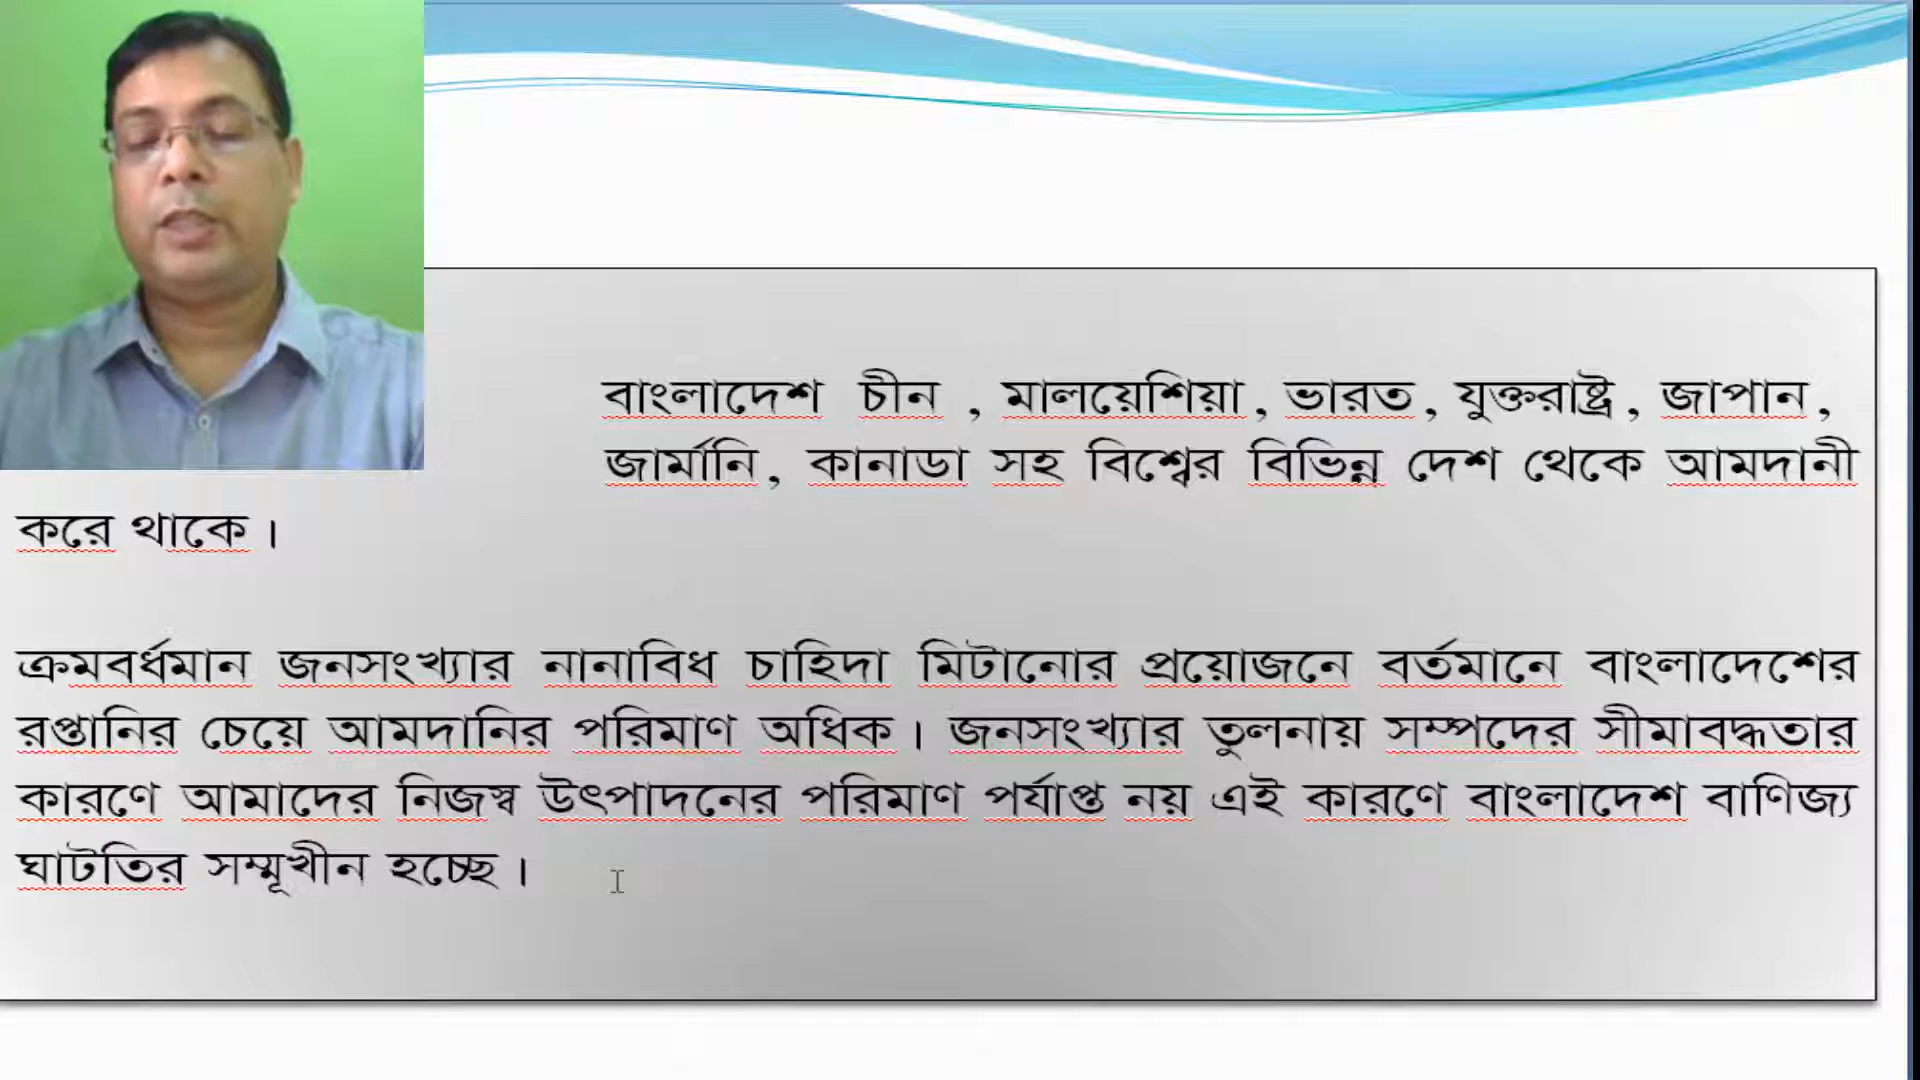 বাংলাদেশ চীন , মালয়েশিয়া, ভারত, যুক্তরাষ্ট্র, জাপান,
জার্মানি, কানাডা সহ বিশ্বের বিভিন্ন দেশ থেকে আমদানী
করে থাকে।
ক্রমবর্ধমান জনসংখ্যার নানাবিধ চাহিদা মিটানোর প্রয়োজনে বর্তমানে বাংলাদেশের
রপ্তানির চেয়ে আমদানির পরিমাণ অধিক। জনসংখ্যার তুলনায় সম্পদের সীমাবদ্ধতার
কারণে আমাদের নিজস্ব উৎপাদনের পরিমাণ পর্যাপ্ত নয় এই কারণে বাংলাদেশ বাণিজ্য
ঘাটতির সম্মূখীন হচ্ছে।